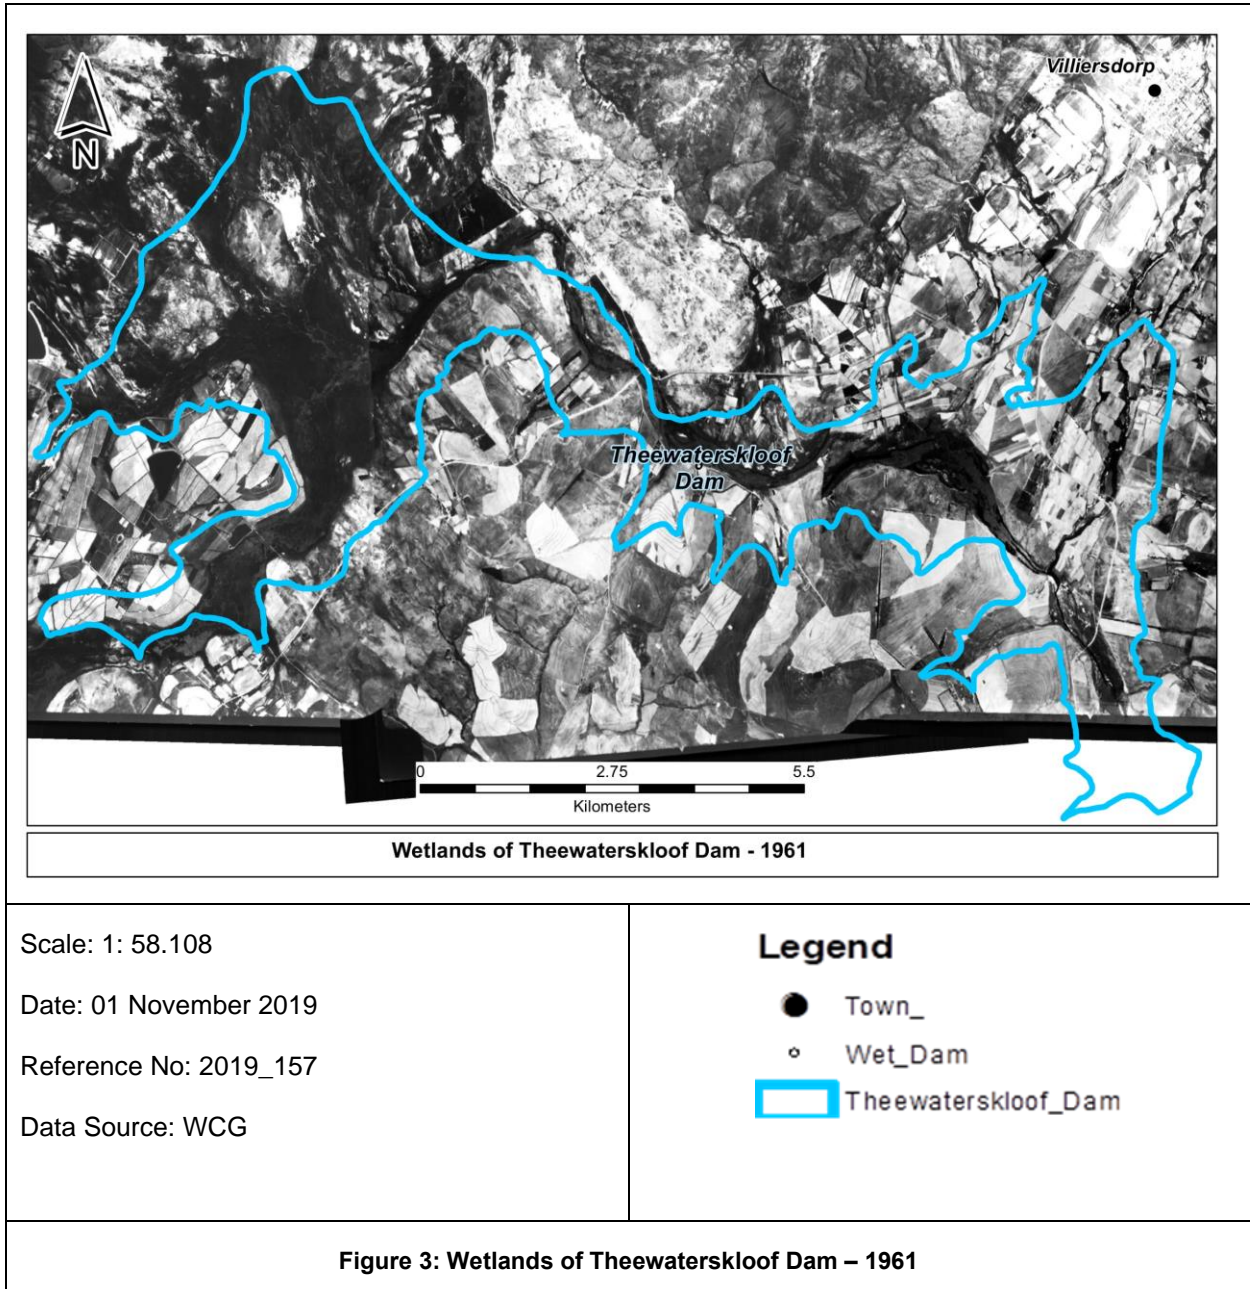 Villiersdorp
N
Theewaterskloof
Dam
0 2.75 5.5
Kilometers
Wetlands of Theewaterskloof Dam - 1961
Scale: 1: 58.108
Date: 01 November 2019
Reference No: 2019_157
Data Source: WCG
Legend
Town_
Wet_Dam
Theewaterskloof_Dam
Figure 3: Wetlands of Theewaterskloof Dam – 1961